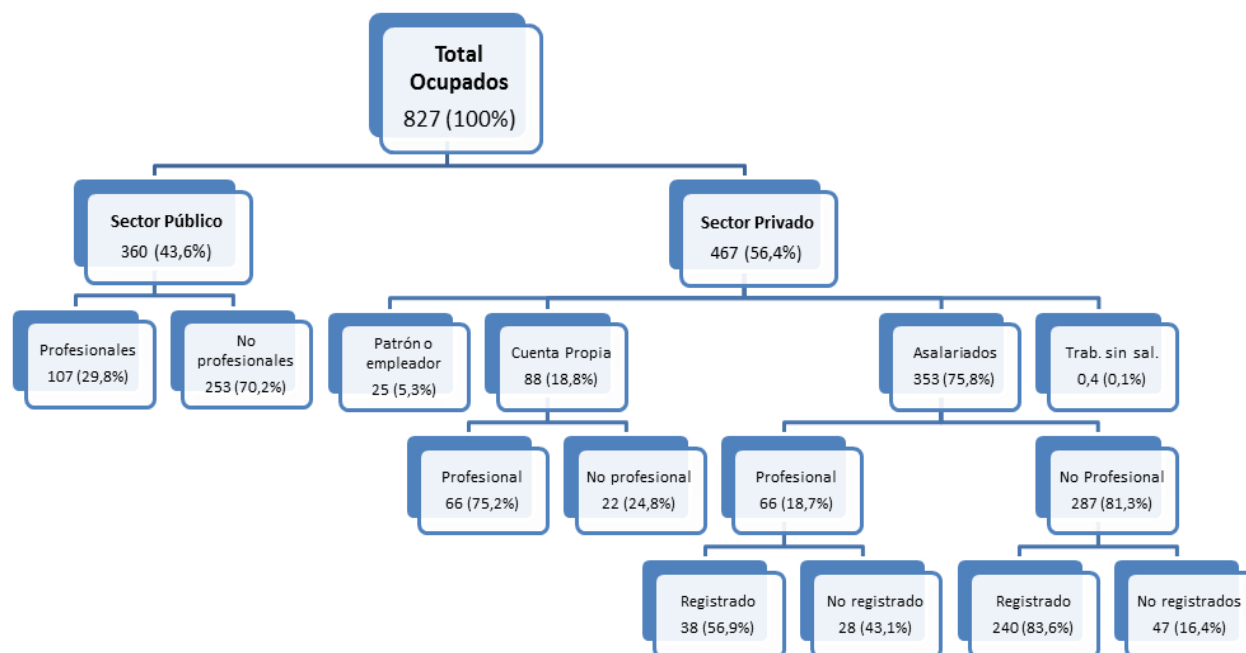 Total
Ocupados
827 (100%)
Sector Público
360 (43,6%)
Sector Privado
467 (56,4%)
Profesionales
107 (29,8%)
No
profesionales
253 (70,2%)
Patrón o
empleador
25 (5,3%)
Cuenta Propia
88 (18,8%)
Asalariados
353 (75,8%)
Trab. sin sal.
0,4 (0,1%)
Profesional
66 (75,2%)
No profesional
22 (24,8%)
Profesional
66 (18,7%)
No Profesional
287 (81,3%)
Registrado
38 (56,9%)
No registrado
28 (43,1%)
Registrado
240 (83,6%)
No registrados
47 (16,4%)